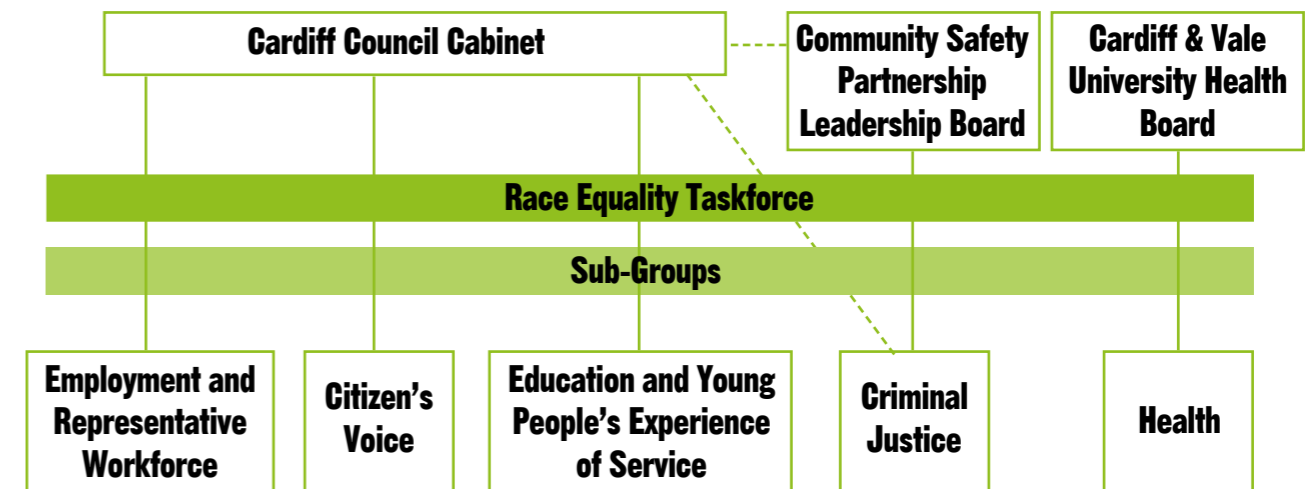 Cardiff Council Cabinet
Community Safety
Partnership
Leadership Board
Cardiff & Vale
University Health
Board
Race Equality Taskforce
Sub-Groups
Employment and
Representative
Workforce
Citizen’s
Voice
Education and Young
People’s Experience
of Service
Criminal
Justice
Health